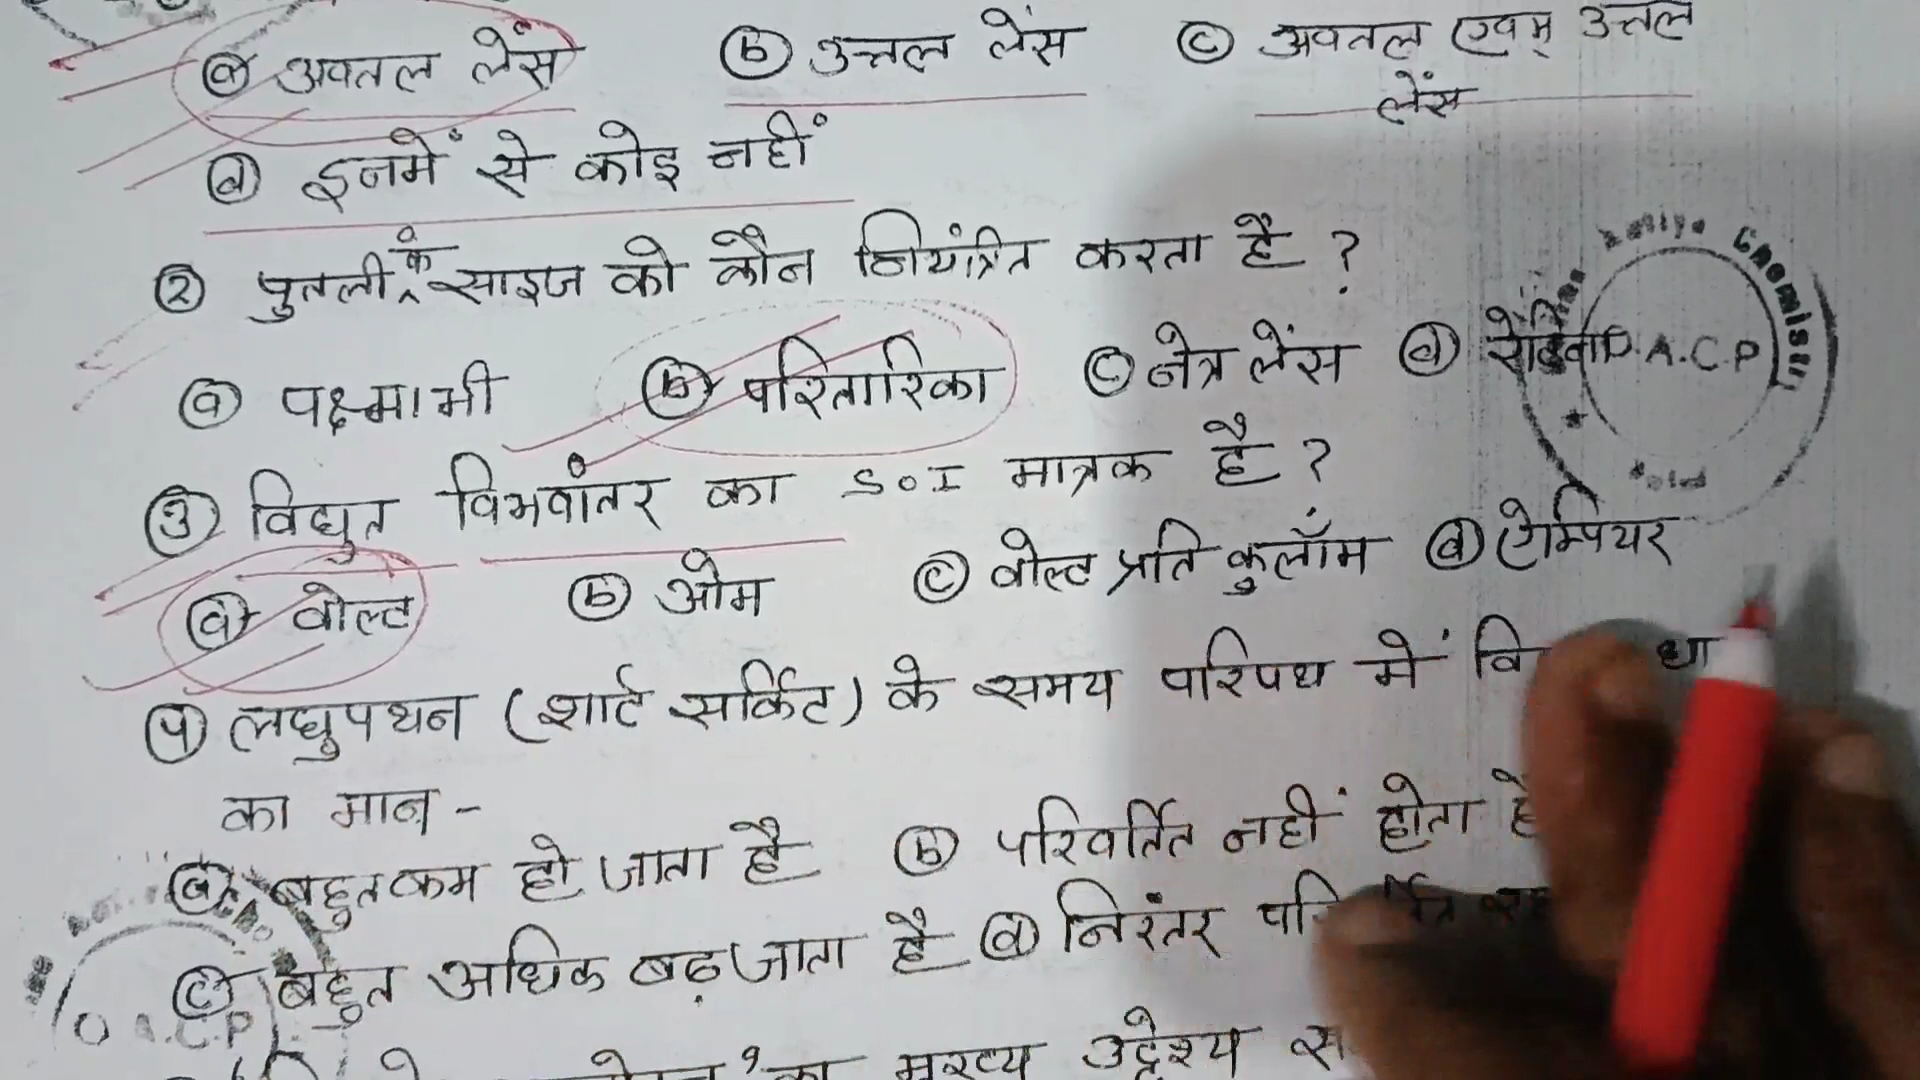 ⓐ अवतल लेंस ⓑ उत्तल लेंस ⓒ अवतल एवम् उत्तल
लेंस
ⓓ इनमें से कोइ नहीं
② पुतली के साइज को कौन नियंत्रित करता है ?
ⓐ पक्ष्माभी ⓑ परितारिका ⓒ नेत्र लेंस ⓓ
③ विद्युत विभवांतर का S.I मात्रक है ?
ⓐ वोल्ट ⓑ ओम ⓒ वोल्ट प्रति कुलॉम ⓓ ऐम्पियर
④ लघुपथन (शार्ट सर्किट) के समय परिपथ में
का मान -
ⓐ बहुत कम हो जाता है ⓑ परिवर्तित नहीं होता है
ⓒ बहुत अधिक बढ़ जाता है ⓓ निरंतर
का मुख्य उद्देश्य
Chemistry
D.A.C.P